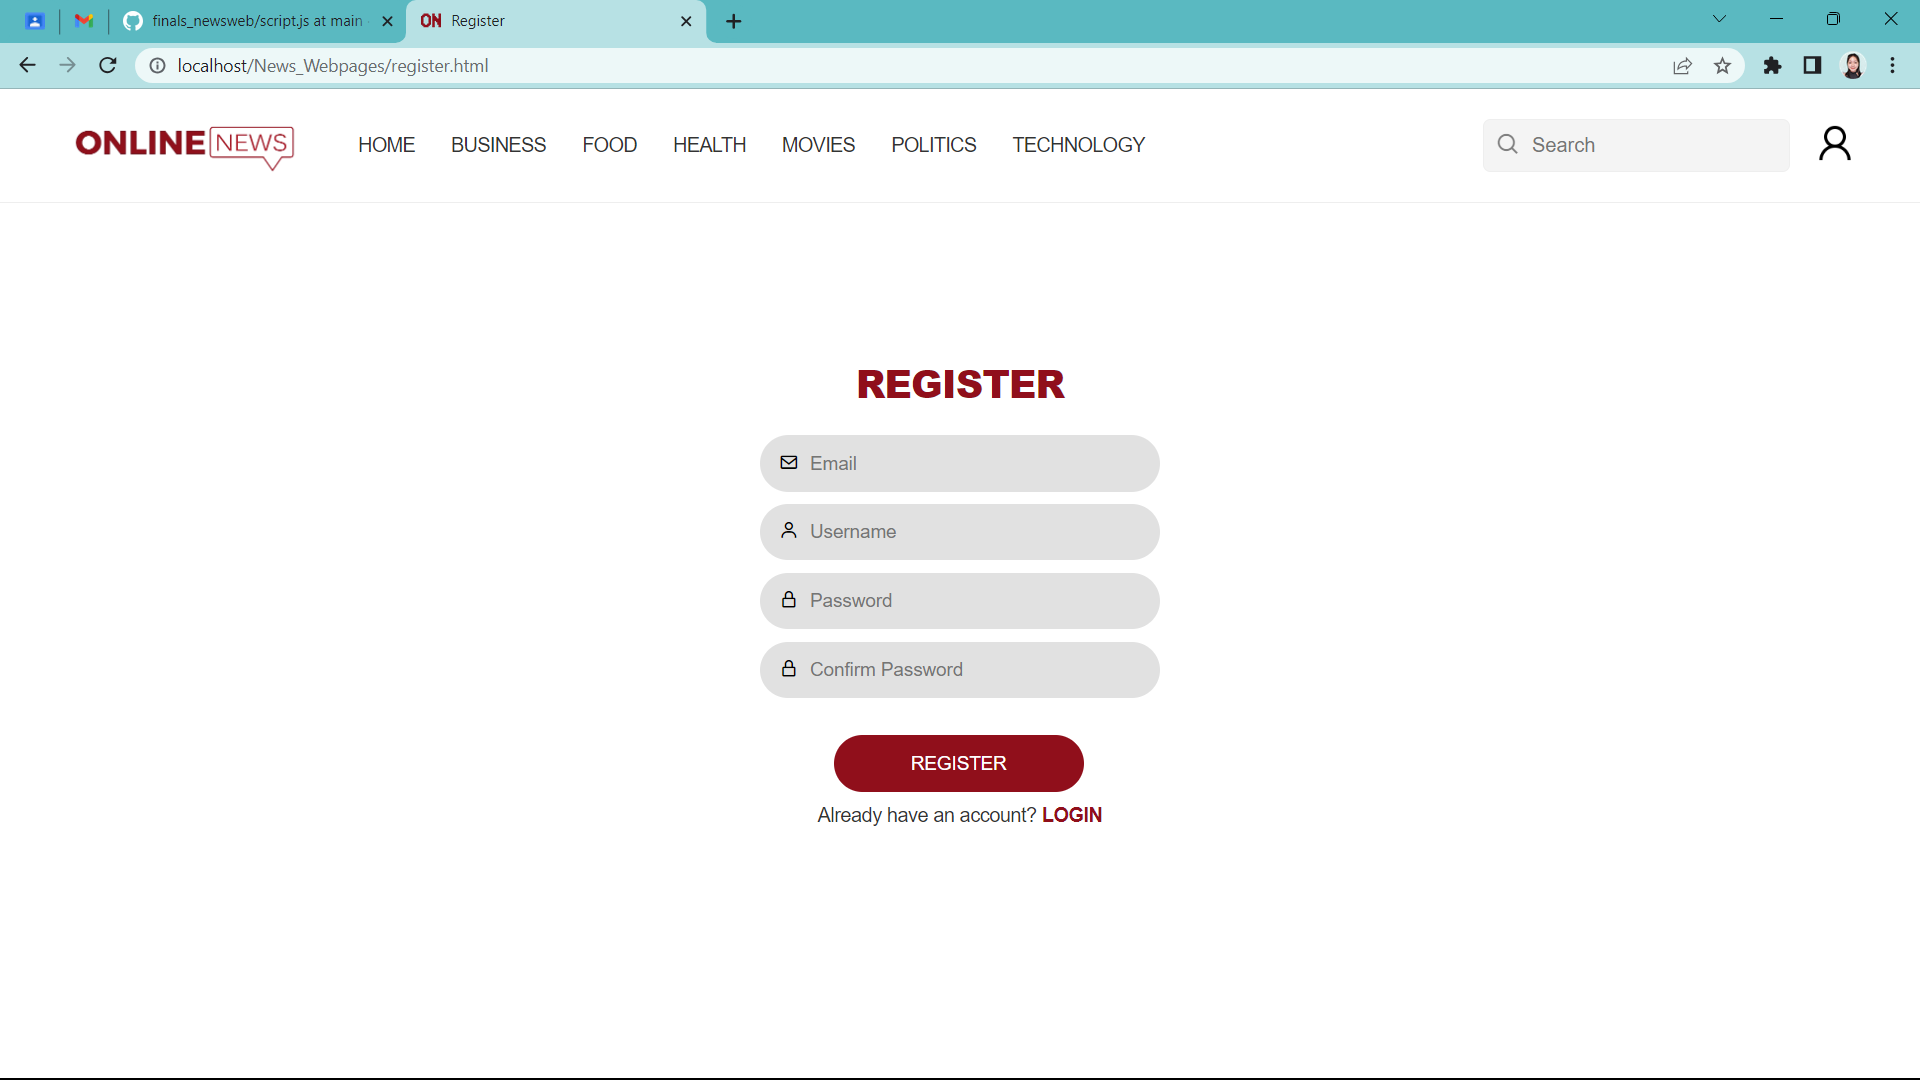 finals_newsweb/script.js at main
ON Register
localhost/News_Webpages/register.html
ONLINE NEWS
HOME BUSINESS FOOD HEALTH MOVIES POLITICS TECHNOLOGY
Search
REGISTER
Email
Username
Password
Confirm Password
REGISTER
Already have an account? LOGIN